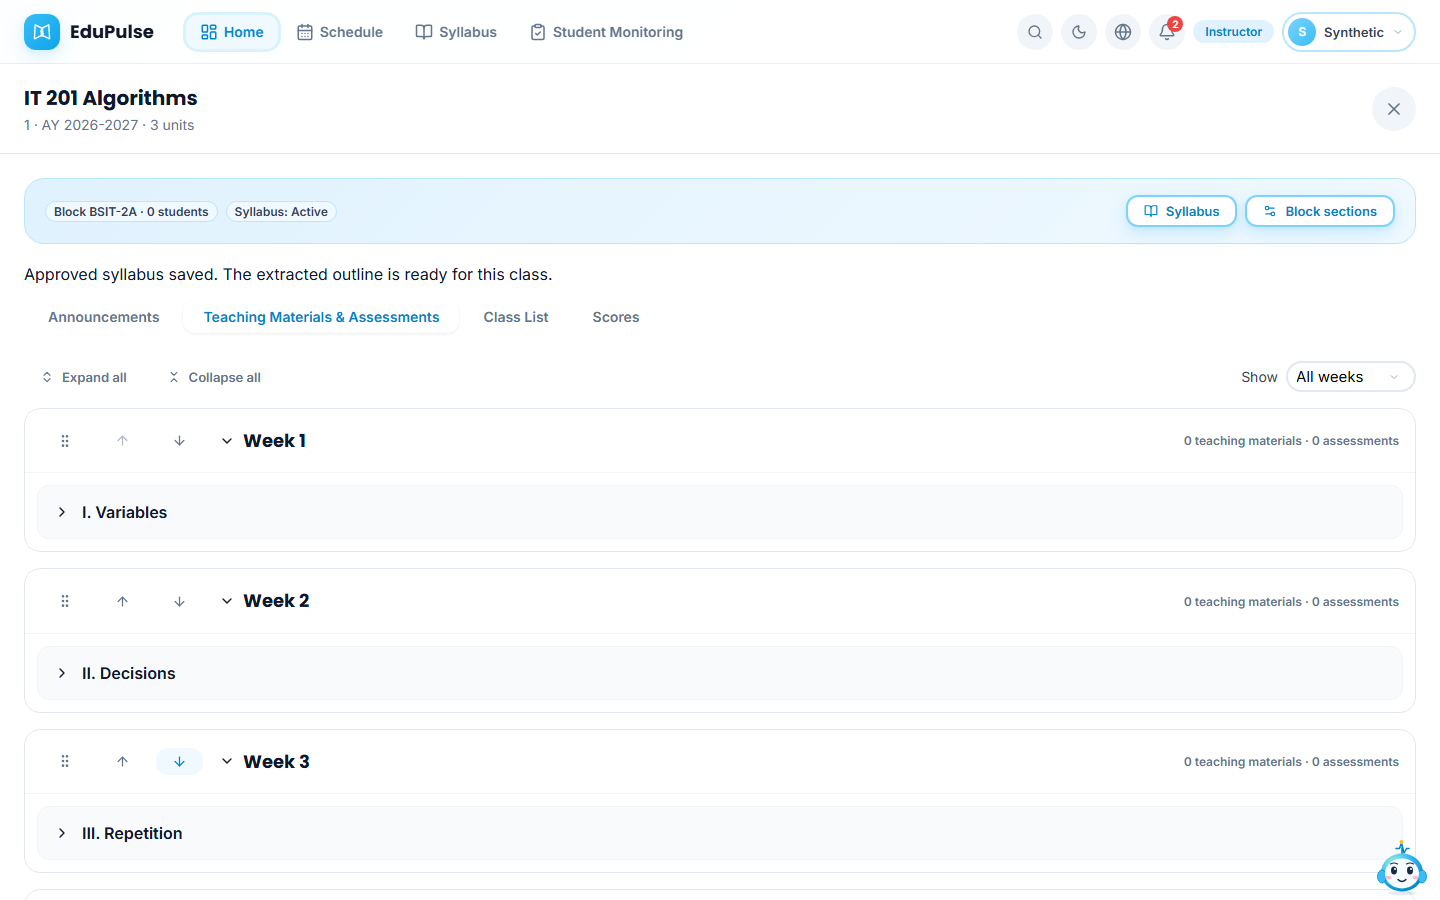 EduPulse
Home
Schedule
Syllabus
Student Monitoring
2
Instructor
S
Synthetic
IT 201 Algorithms
1 · AY 2026-2027 · 3 units
Block BSIT-2A · 0 students
Syllabus: Active
Syllabus
Block sections
Approved syllabus saved. The extracted outline is ready for this class.
Announcements
Teaching Materials & Assessments
Class List
Scores
Expand all
Collapse all
Show
All weeks
Week 1
0 teaching materials · 0 assessments
I. Variables
Week 2
0 teaching materials · 0 assessments
II. Decisions
Week 3
0 teaching materials · 0 assessments
III. Repetition